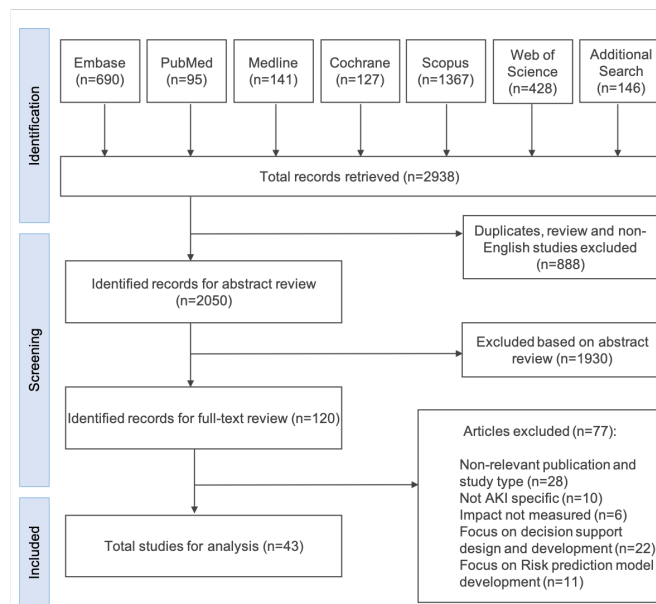 Identification
Embase
(n=690)
PubMed
(n=95)
Medline
(n=141)
Cochrane
(n=127)
Scopus
(n=1367)
Web of
Science
(n=428)
Additional
Search
(n=146)
Total records retrieved (n=2938)
Duplicates, review and non-
English studies excluded
(n=888)
Screening
Identified records for abstract review
(n=2050)
Excluded based on abstract
review (n=1930)
Identified records for full-text review (n=120)
Articles excluded (n=77):
Non-relevant publication and
study type (n=28)
Not AKI specific (n=10)
Impact not measured (n=6)
Focus on decision support
design and development (n=22)
Focus on Risk prediction model
development (n=11)
Included
Total studies for analysis (n=43)